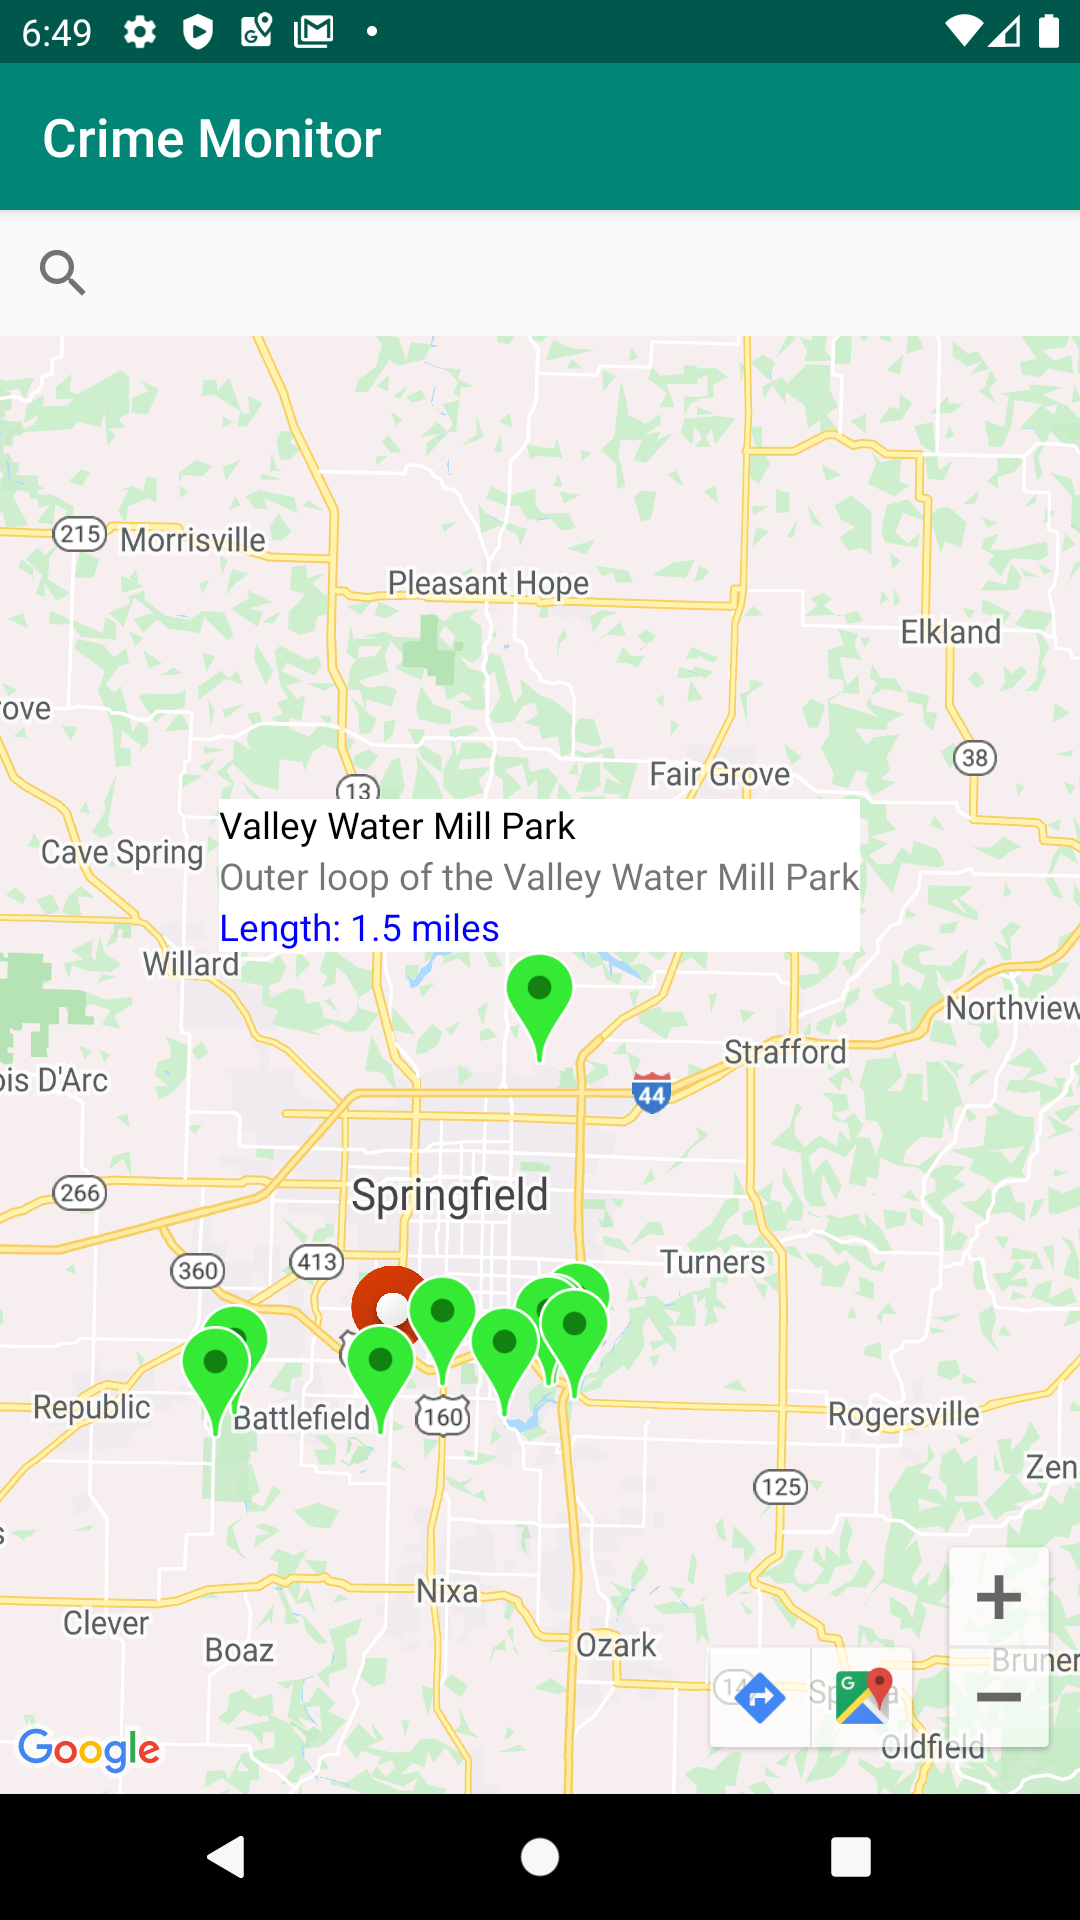 6:49
Crime Monitor
215
Morrisville
Pleasant Hope
Elkland
ove
38
Fair Grove
13
Valley Water Mill Park
Cave Spring
Outer loop of the Valley Water Mill Park
Length: 1.5 miles
Willard
Northview
Strafford
ois D'Arc
44
266
Springfield
Turners
413
360
Republic
Battlefield
160
Rogersville
Zen
125
s
Nixa
Clever
Ozark
Boaz
Bruner
G
Google
Oldfield